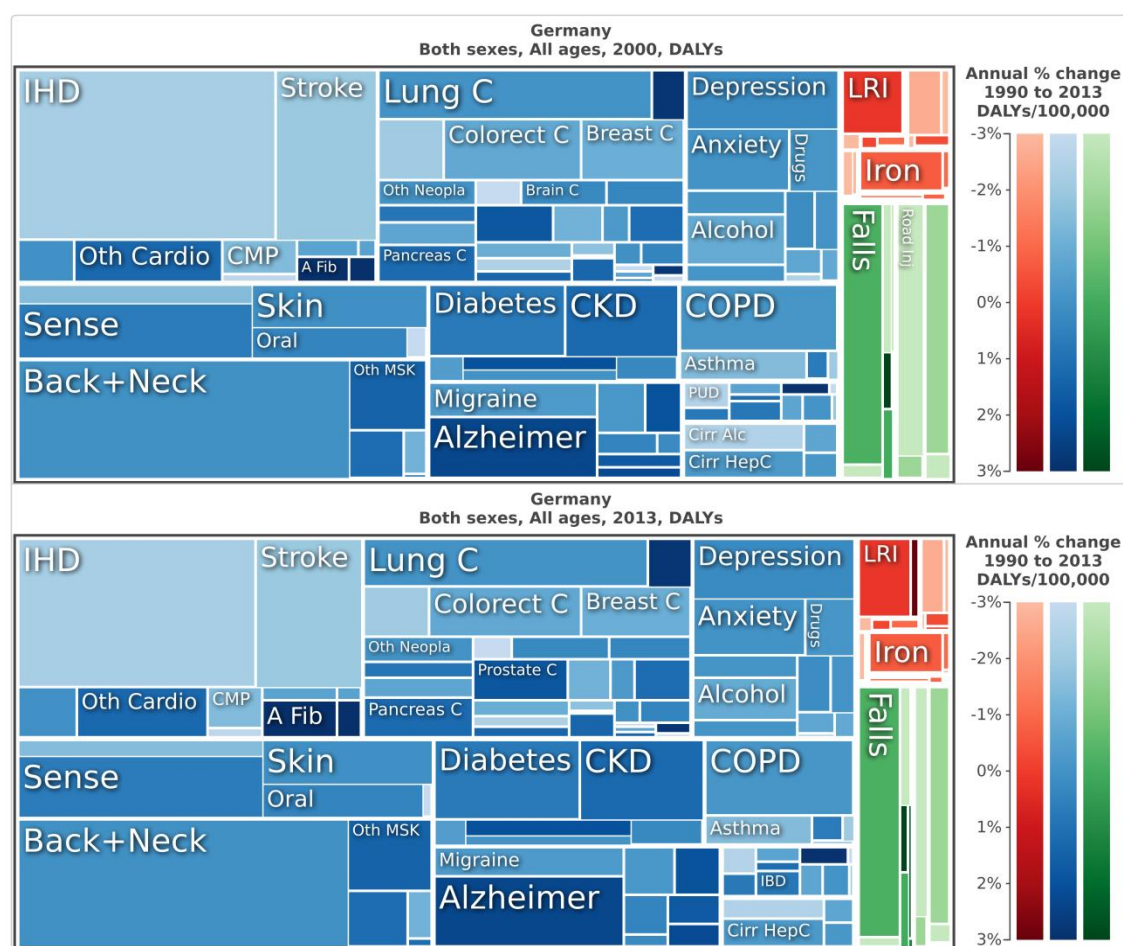 Germany
Both sexes, All ages, 2000, DALYs
IHD
Stroke
Lung C
Depression
LRI
Colorect C
Breast C
Anxiety
Drugs
Iron
Oth Neopla
Brain C
Alcohol
Falls
Road Inj
Oth Cardio
CMP
A Fib
Pancreas C
Sense
Skin
Oral
Diabetes
CKD
COPD
Asthma
Back+Neck
Oth MSK
Migraine
PUD
Alzheimer
Cirr Alc
Cirr HepC
Annual % change
1990 to 2013
DALYs/100,000
-3%
-2%
-1%
0%
1%
2%
3%
Germany
Both sexes, All ages, 2013, DALYs
IHD
Stroke
Lung C
Depression
LRI
Colorect C
Breast C
Anxiety
Drugs
Iron
Oth Neopla
Prostate C
Alcohol
Falls
Oth Cardio
CMP
A Fib
Pancreas C
Sense
Skin
Oral
Diabetes
CKD
COPD
Asthma
Back+Neck
Oth MSK
Migraine
Alzheimer
IBD
Cirr HepC
Annual % change
1990 to 2013
DALYs/100,000
-3%
-2%
-1%
0%
1%
2%
3%